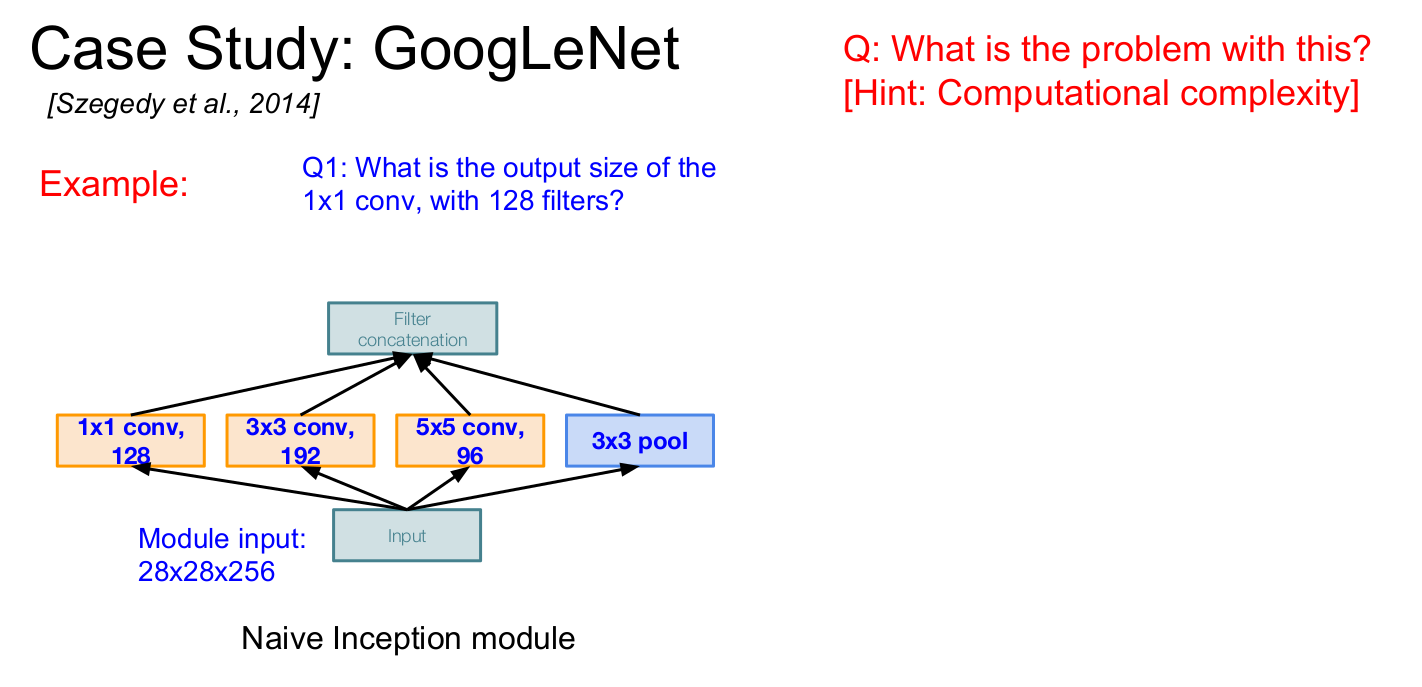 Case Study: GoogLeNet
[Szegedy et al., 2014]
Q: What is the problem with this?
[Hint: Computational complexity]
Example:
Q1: What is the output size of the
1x1 conv, with 128 filters?
Filter
concatenation
1x1 conv,
128
3x3 conv,
192
5x5 conv,
96
3x3 pool
Input
Module input:
28x28x256
Naive Inception module